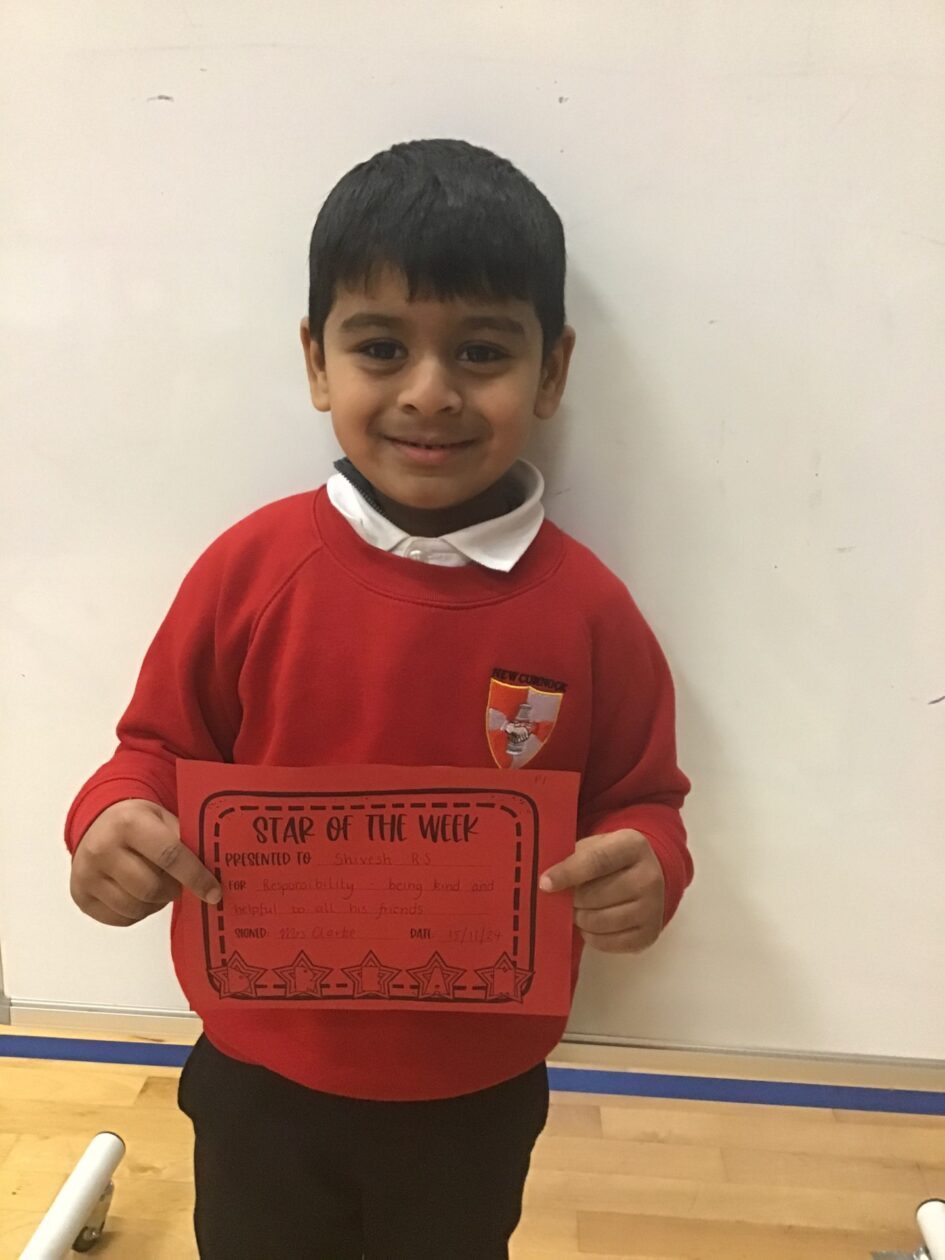 NEW CUMNOCK
P1
STAR OF THE WEEK
PRESENTED TO Shivesh R.S
FOR Responsibility - being kind and
helpful to all his friends
SIGNED: Mrs Clarke DATE: 15/11/24